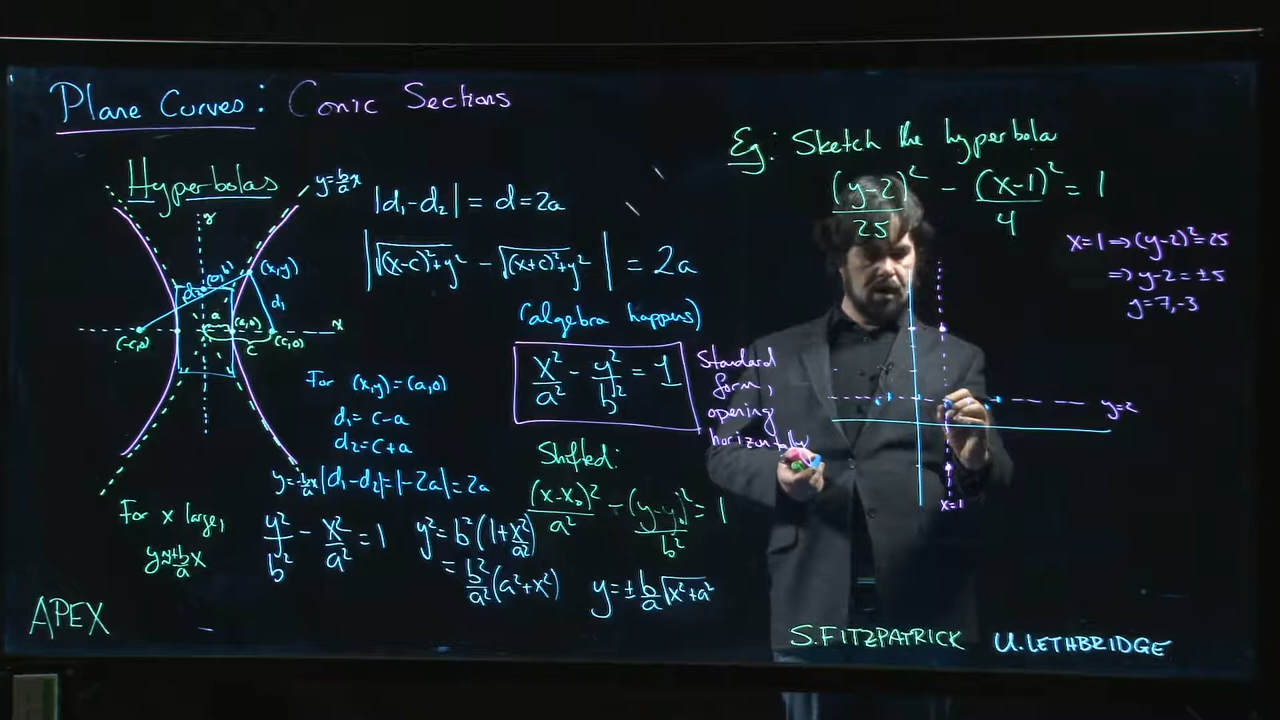 Plane Curves: Conic Sections
Hyperbolas
y=b/a x
y
(0,b)
(x,y)
d₂
d₁
a
(a,0)
x
(-c,0)
c
(c,0)
|d₁-d₂| = d = 2a
|√(x-c)²+y² - √(x+c)²+y²| = 2a
(algebra happens)
x²/a² - y²/b² = 1
Standard
form,
opening
horizontally
For (x,y)=(a,0)
d₁=c-a
d₂=c+a
|d₁-d₂|=|-2a|=2a
y=-b/a x
Shifted:
(x-x₀)²/a² - (y-y₀)²/b² = 1
For x large,
y≈±b/a x
y²/b² - x²/a² = 1
y²=b²(1+x²/a²)
= b²/a²(a²+x²)
y=±b/a √x²+a²
APEX
Eg: Sketch the hyperbola
(y-2)²/25 - (x-1)²/4 = 1
x=1 ⇒ (y-2)²=25
⇒ y-2=±5
y=7,-3
y=2
x=1
S.FITZPATRICK U.LETHBRIDGE